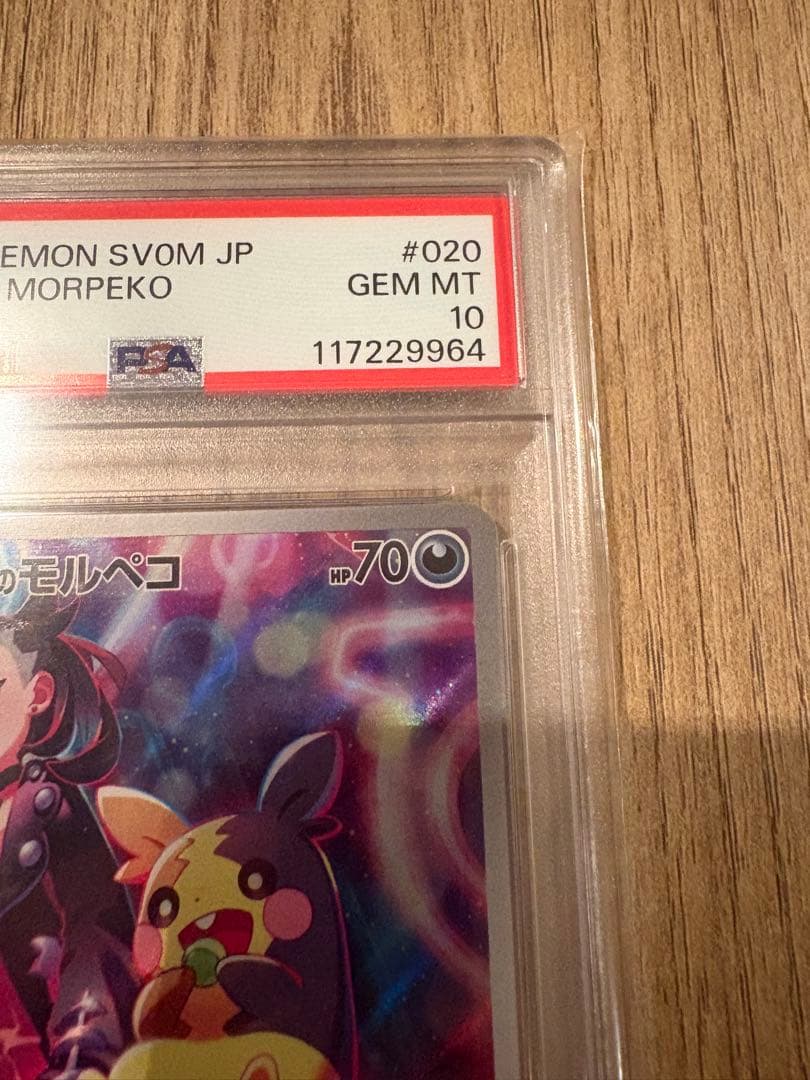 EMON SV0M JP #020
MORPEKO GEM MT
10
PSA 117229964
のモルペコ HP70